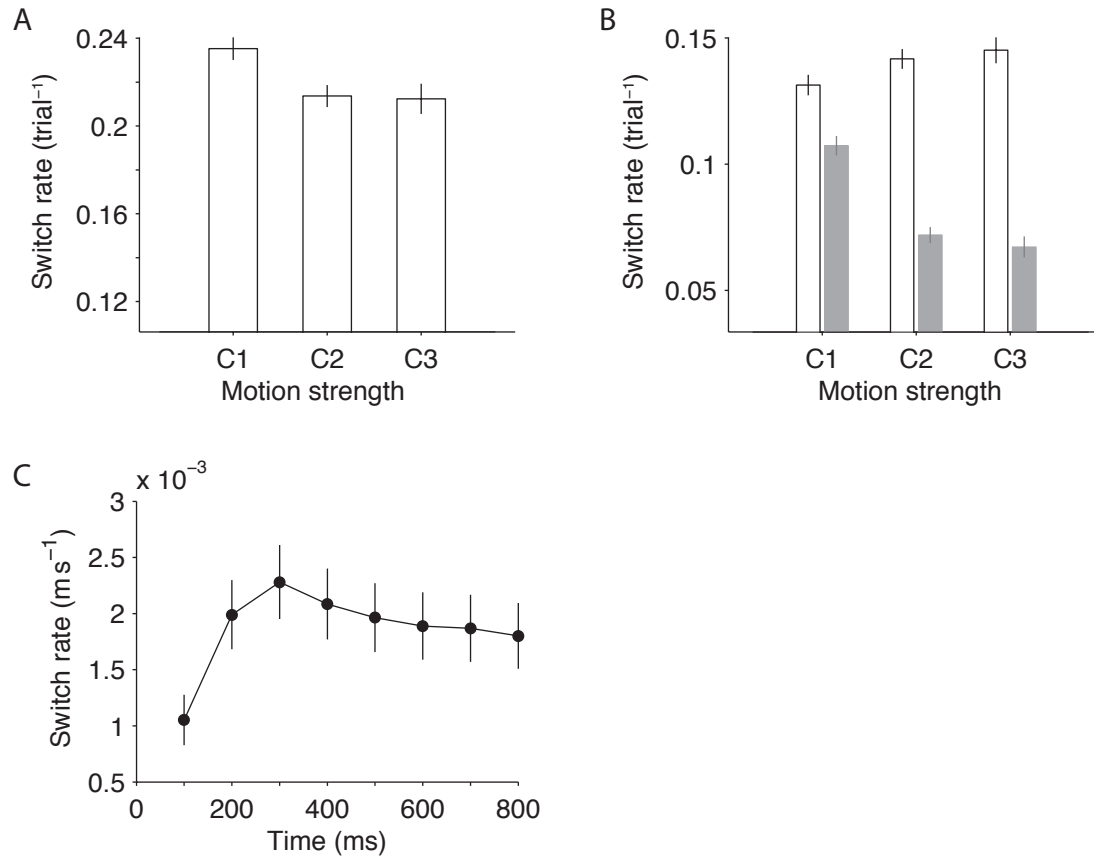 A
0.24
0.2
0.16
0.12
Switch rate (trial⁻¹)
C1 C2 C3
Motion strength
B
0.15
0.1
0.05
Switch rate (trial⁻¹)
C1 C2 C3
Motion strength
C
x 10⁻³
3
2.5
2
1.5
1
0.5
Switch rate (m s⁻¹)
0 200 400 600 800
Time (ms)